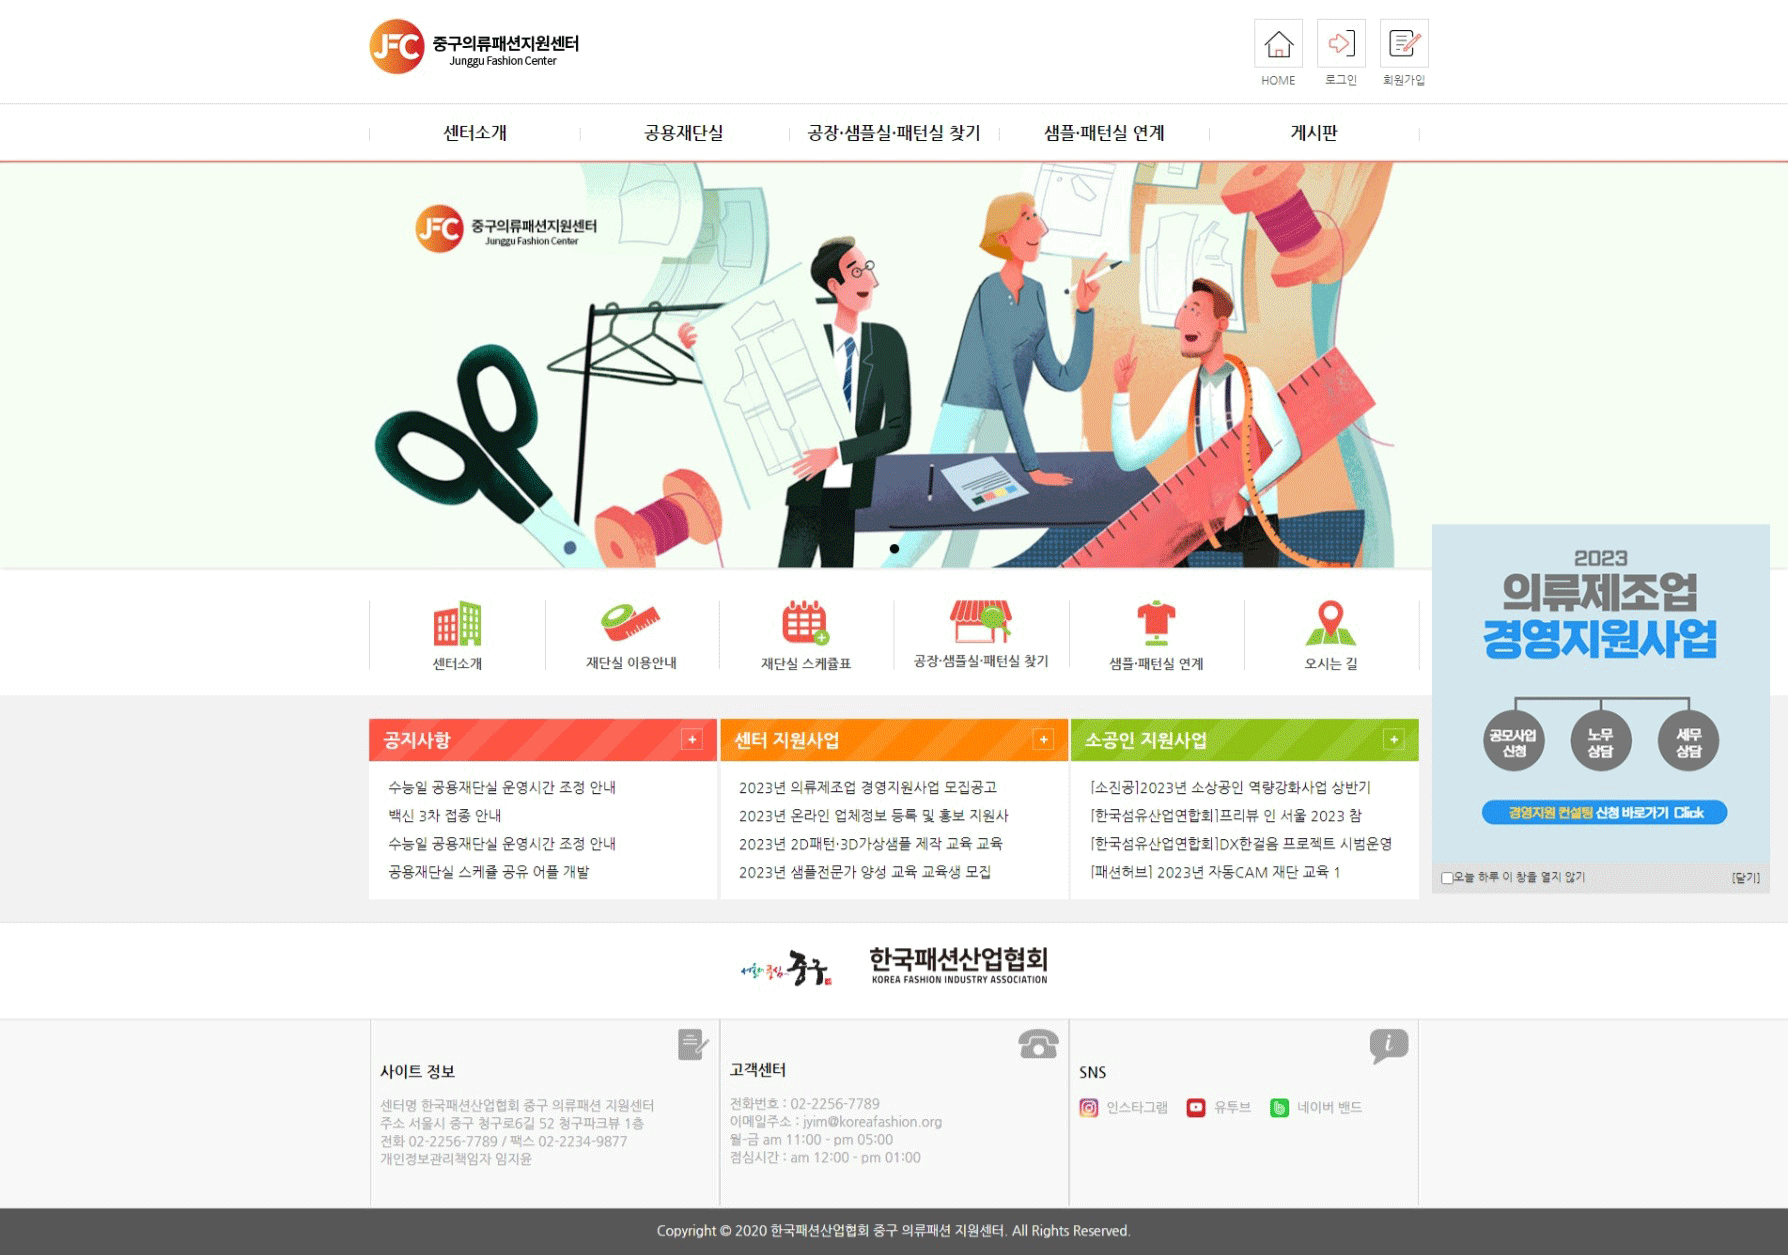 JFC 중구의류패션지원센터
Junggu Fashion Center
HOME 로그인 회원가입
센터소개 공용재단실 공장·샘플실·패턴실 찾기 샘플·패턴실 연계 게시판
JFC 중구의류패션지원센터
Junggu Fashion Center
센터소개 재단실 이용안내 재단실 스케쥴표 공장·샘플실·패턴실 찾기 샘플·패턴실 연계 오시는 길
2023
의류제조업
경영지원사업
공모사업
신청
노무
상담
세무
상담
경영지원 컨설팅 신청 바로가기 Click
오늘 하루 이 창을 열지 않기 [닫기]
공지사항
수능일 공용재단실 운영시간 조정 안내
백신 3차 접종 안내
수능일 공용재단실 운영시간 조정 안내
공용재단실 스케쥴 공유 어플 개발
센터 지원사업
2023년 의류제조업 경영지원사업 모집공고
2023년 온라인 업체정보 등록 및 홍보 지원사
2023년 2D패턴·3D가상샘플 제작 교육 교육
2023년 샘플전문가 양성 교육 교육생 모집
소공인 지원사업
[소진공]2023년 소상공인 역량강화사업 상반기
[한국섬유산업연합회]프리뷰 인 서울 2023 참
[한국섬유산업연합회]DX한걸음 프로젝트 시범운영
[패션허브] 2023년 자동CAM 재단 교육 1
서울의 중심 중구
한국패션산업협회
KOREA FASHION INDUSTRY ASSOCIATION
사이트 정보
센터명 한국패션산업협회 중구 의류패션 지원센터
주소 서울시 중구 청구로6길 52 청구파크뷰 1층
전화 02-2256-7789 / 팩스 02-2234-9877
개인정보관리책임자 임지윤
고객센터
전화번호 : 02-2256-7789
이메일주소 : jyim@koreafashion.org
월-금 am 11:00 - pm 05:00
점심시간 : am 12:00 - pm 01:00
SNS
인스타그램 유투브 네이버 밴드
Copyright © 2020 한국패션산업협회 중구 의류패션 지원센터. All Rights Reserved.